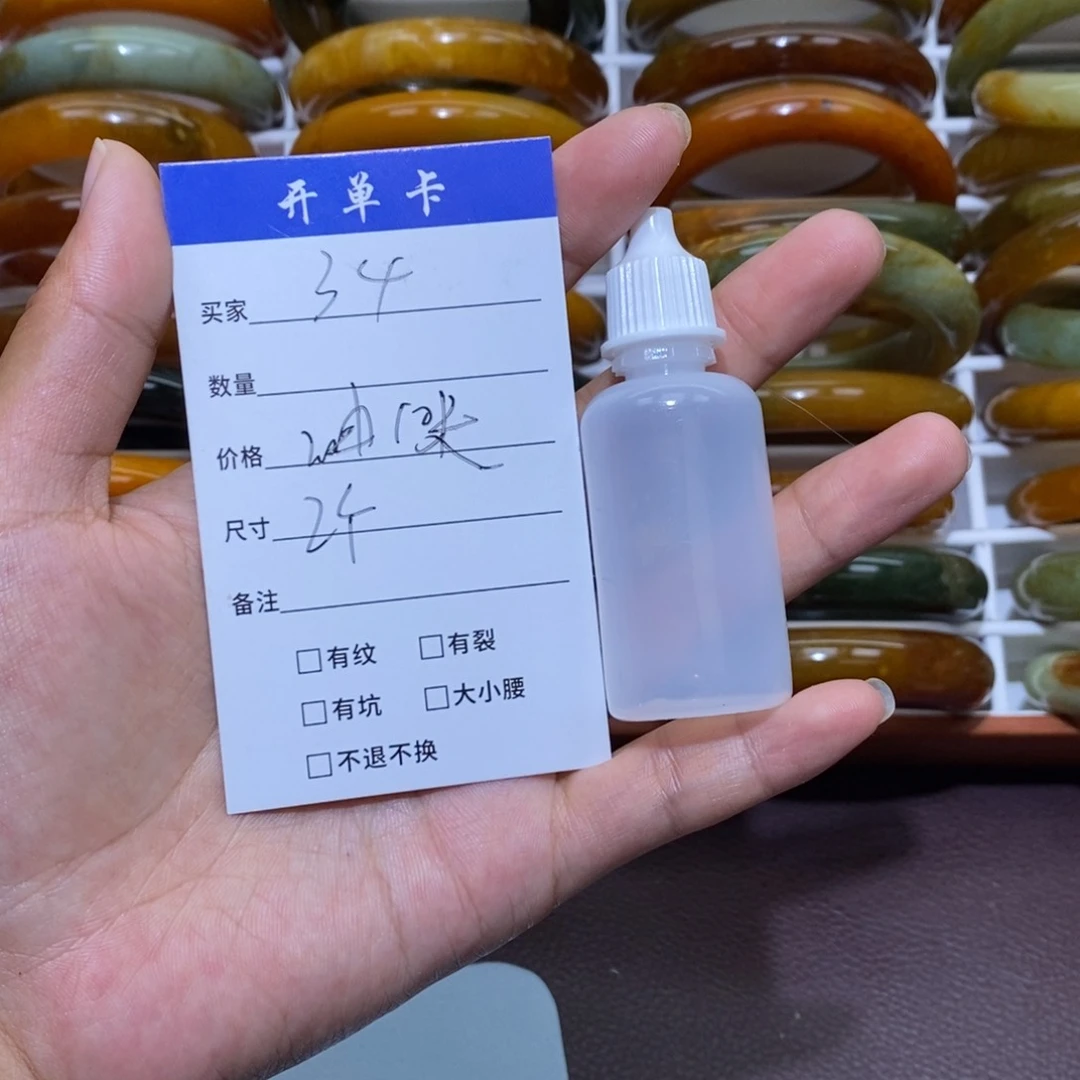 开单卡
买家 34
数量
价格
尺寸 24
备注
□有纹 □有裂
□有坑 □大小腰
□不退不换